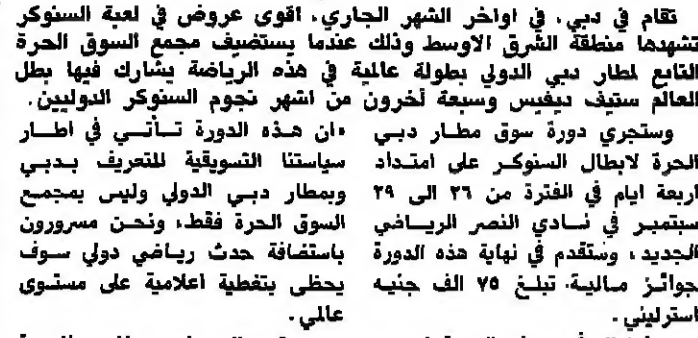 تقام في دبي، في اواخر الشهر الجاري، اقوى عروض في لعبة السنوكر
تشهدها منطقة الشرق الاوسط وذلك عندما يستضيف مجمع السوق الحرة
التابع لمطار دبي الدولي بطولة عالمية في هذه الرياضة يشارك فيها بطل
العالم ستيف ديفيس وسبعة آخرون من اشهر نجوم السنوكر الدوليين.
وستجري دورة سوق مطار دبي
الحرة لابطال السنوكر على امتداد
اربعة ايام في الفترة من ٢٦ الى ٢٩
سبتمبر في نادي النصر الرياضي
الجديد، وستقدم في نهاية هذه الدورة
جوائز مالية. تبلغ ٧٥ الف جنيه
استرليني.
«ان هذه الدورة تأتي في اطار
سياستنا التسويقية للتعريف بدبي
وبمطار دبي الدولي وليس بمجمع
السوق الحرة فقط، ونحن مسرورون
باستضافة حدث رياضي دولي سوف
يحظى بتغطية اعلامية على مستوى
عالمي.